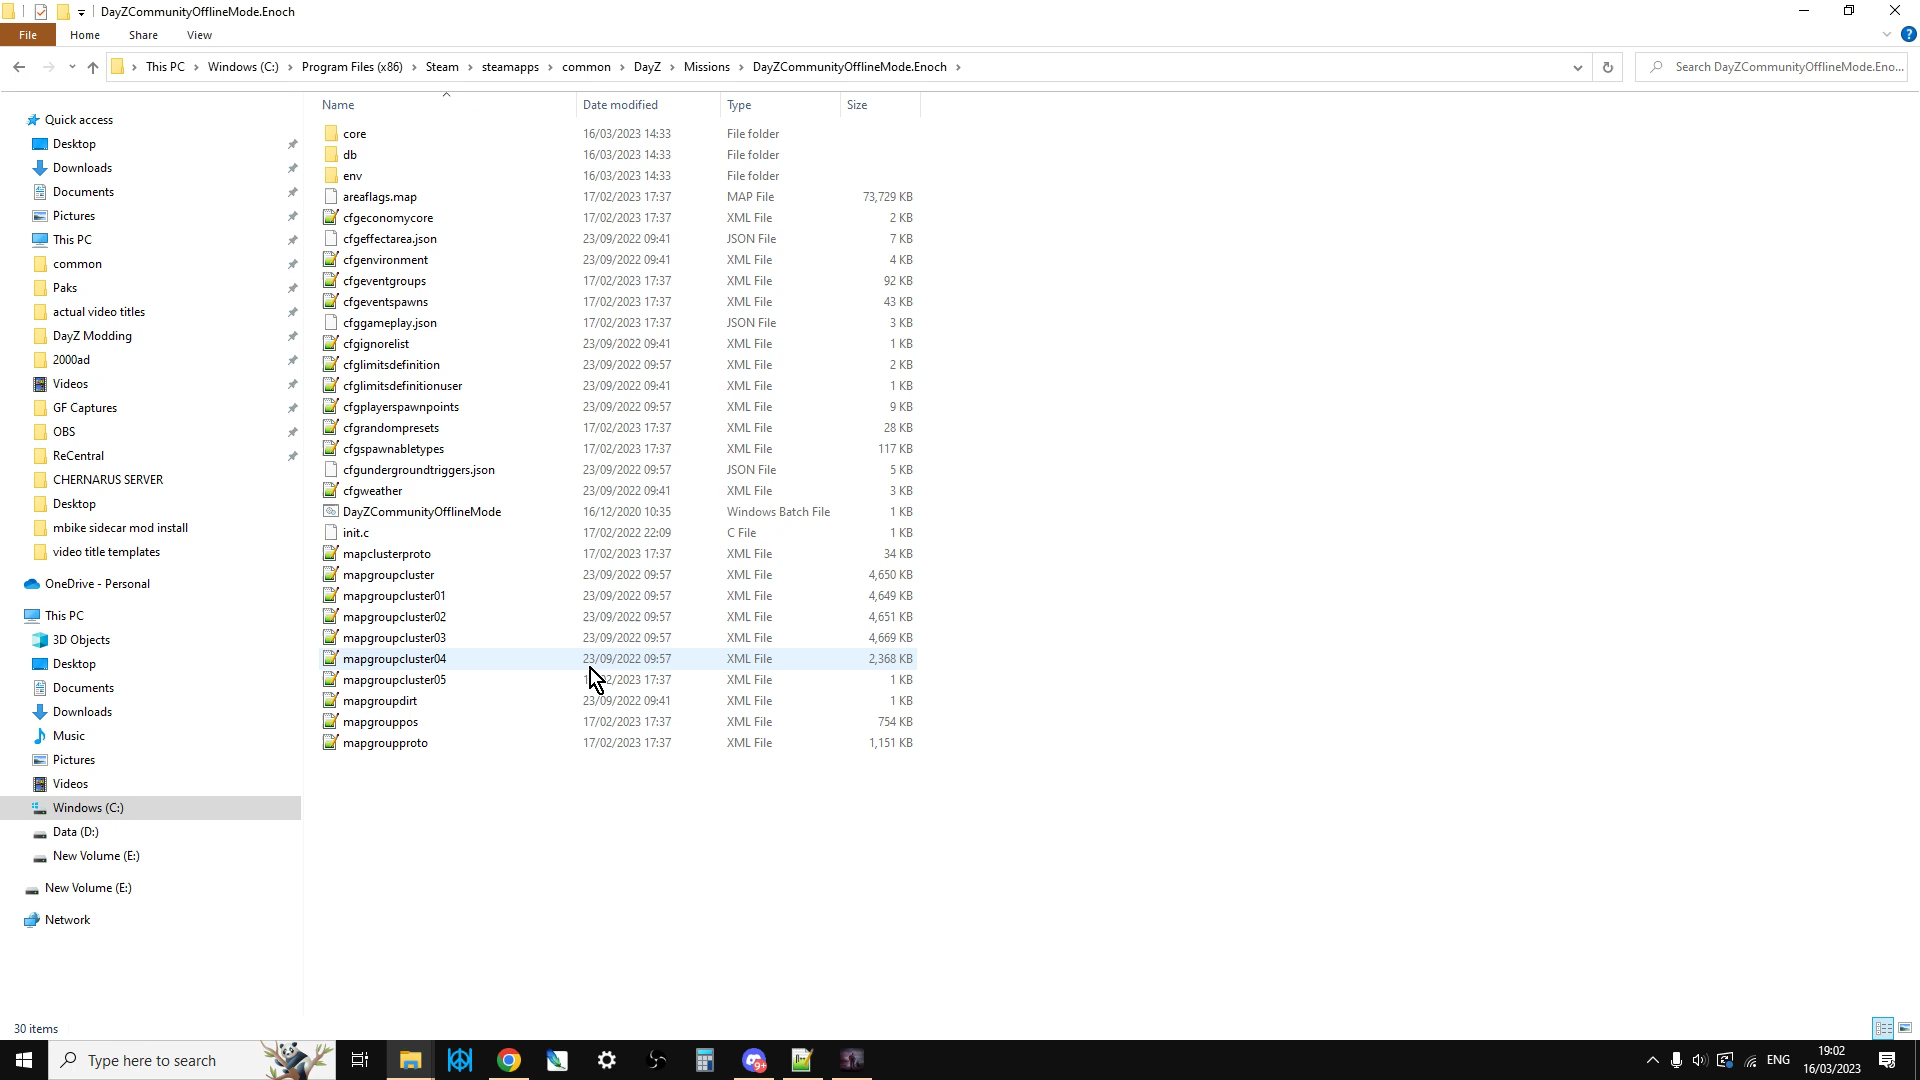 DayZCommunityOfflineMode.Enoch
File Home Share View
This PC Windows (C:) Program Files (x86) Steam steamapps common DayZ Missions DayZCommunityOfflineMode.Enoch
Search DayZCommunityOfflineMode.Eno...
Name Date modified Type Size
Quick access
Desktop
Downloads
Documents
Pictures
This PC
common
Paks
actual video titles
DayZ Modding
2000ad
Videos
GF Captures
OBS
ReCentral
CHERNARUS SERVER
Desktop
mbike sidecar mod install
video title templates
OneDrive - Personal
This PC
3D Objects
Desktop
Documents
Downloads
Music
Pictures
Videos
Windows (C:)
Data (D:)
New Volume (E:)
New Volume (E:)
Network
core 16/03/2023 14:33 File folder
db 16/03/2023 14:33 File folder
env 16/03/2023 14:33 File folder
areaflags.map 17/02/2023 17:37 MAP File 73,729 KB
cfgeconomycore 17/02/2023 17:37 XML File 2 KB
cfgeffectarea.json 23/09/2022 09:41 JSON File 7 KB
cfgenvironment 23/09/2022 09:41 XML File 4 KB
cfgeventgroups 17/02/2023 17:37 XML File 92 KB
cfgeventspawns 17/02/2023 17:37 XML File 43 KB
cfggameplay.json 17/02/2023 17:37 JSON File 3 KB
cfgignorelist 23/09/2022 09:41 XML File 1 KB
cfglimitsdefinition 23/09/2022 09:57 XML File 2 KB
cfglimitsdefinitionuser 23/09/2022 09:41 XML File 1 KB
cfgplayerspawnpoints 23/09/2022 09:57 XML File 9 KB
cfgrandompresets 17/02/2023 17:37 XML File 28 KB
cfgspawnabletypes 17/02/2023 17:37 XML File 117 KB
cfgundergroundtriggers.json 23/09/2022 09:57 JSON File 5 KB
cfgweather 23/09/2022 09:41 XML File 3 KB
DayZCommunityOfflineMode 16/12/2020 10:35 Windows Batch File 1 KB
init.c 17/02/2022 22:09 C File 1 KB
mapclusterproto 17/02/2023 17:37 XML File 34 KB
mapgroupcluster 23/09/2022 09:57 XML File 4,650 KB
mapgroupcluster01 23/09/2022 09:57 XML File 4,649 KB
mapgroupcluster02 23/09/2022 09:57 XML File 4,651 KB
mapgroupcluster03 23/09/2022 09:57 XML File 4,669 KB
mapgroupcluster04 23/09/2022 09:57 XML File 2,368 KB
mapgroupcluster05 2/2023 17:37 XML File 1 KB
mapgroupdirt 23/09/2022 09:41 XML File 1 KB
mapgrouppos 17/02/2023 17:37 XML File 754 KB
mapgroupproto 17/02/2023 17:37 XML File 1,151 KB
30 items
Type here to search
9+
ENG
19:02
16/03/2023